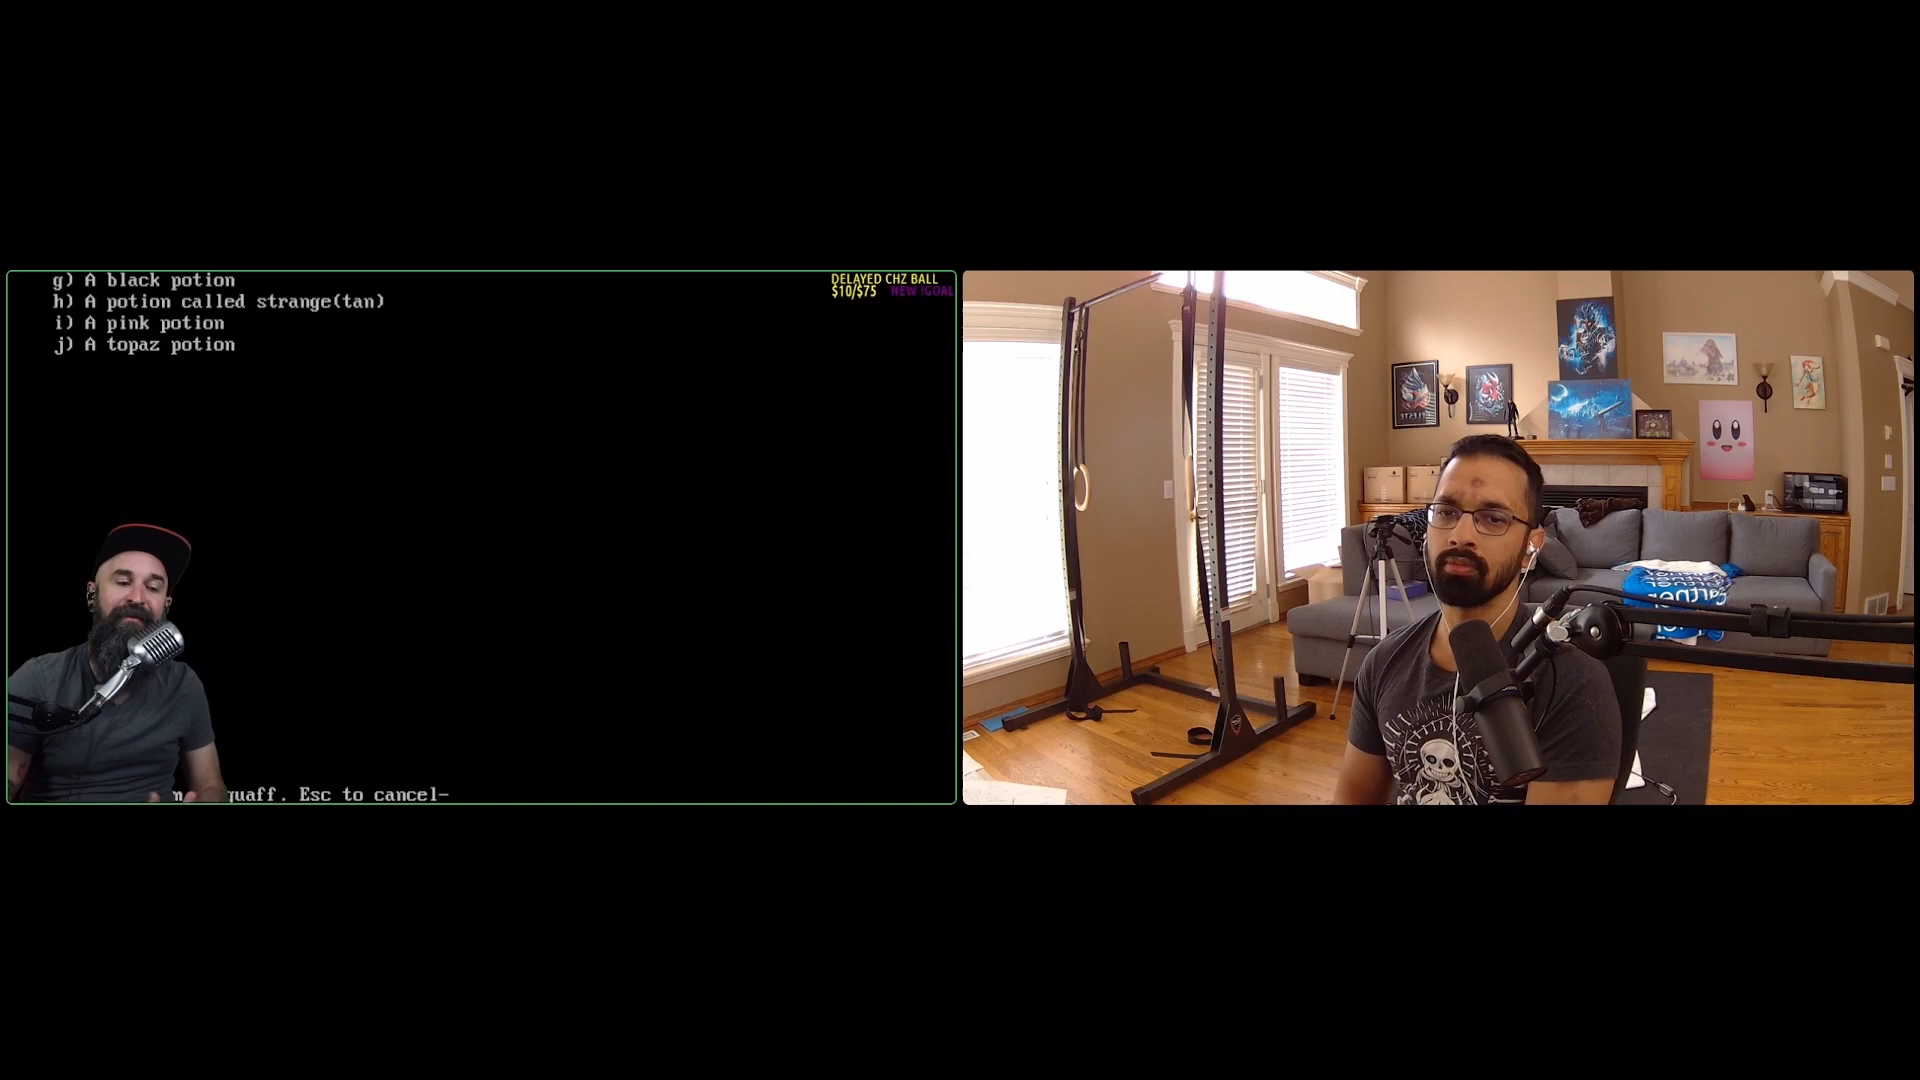 g) A black potion
h) A potion called strange(tan)
i) A pink potion
j) A topaz potion
DELAYED CHZ BALL
$10/$75 NEW !GOAL
quaff. Esc to cancel-